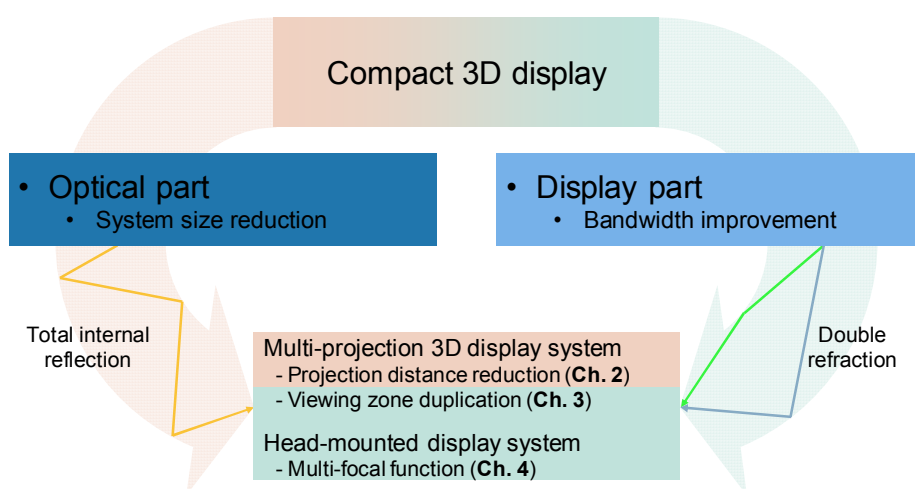 Compact 3D display
• Optical part
• System size reduction
• Display part
• Bandwidth improvement
Total internal
reflection
Multi-projection 3D display system
- Projection distance reduction (Ch. 2)
- Viewing zone duplication (Ch. 3)
Head-mounted display system
- Multi-focal function (Ch. 4)
Double
refraction